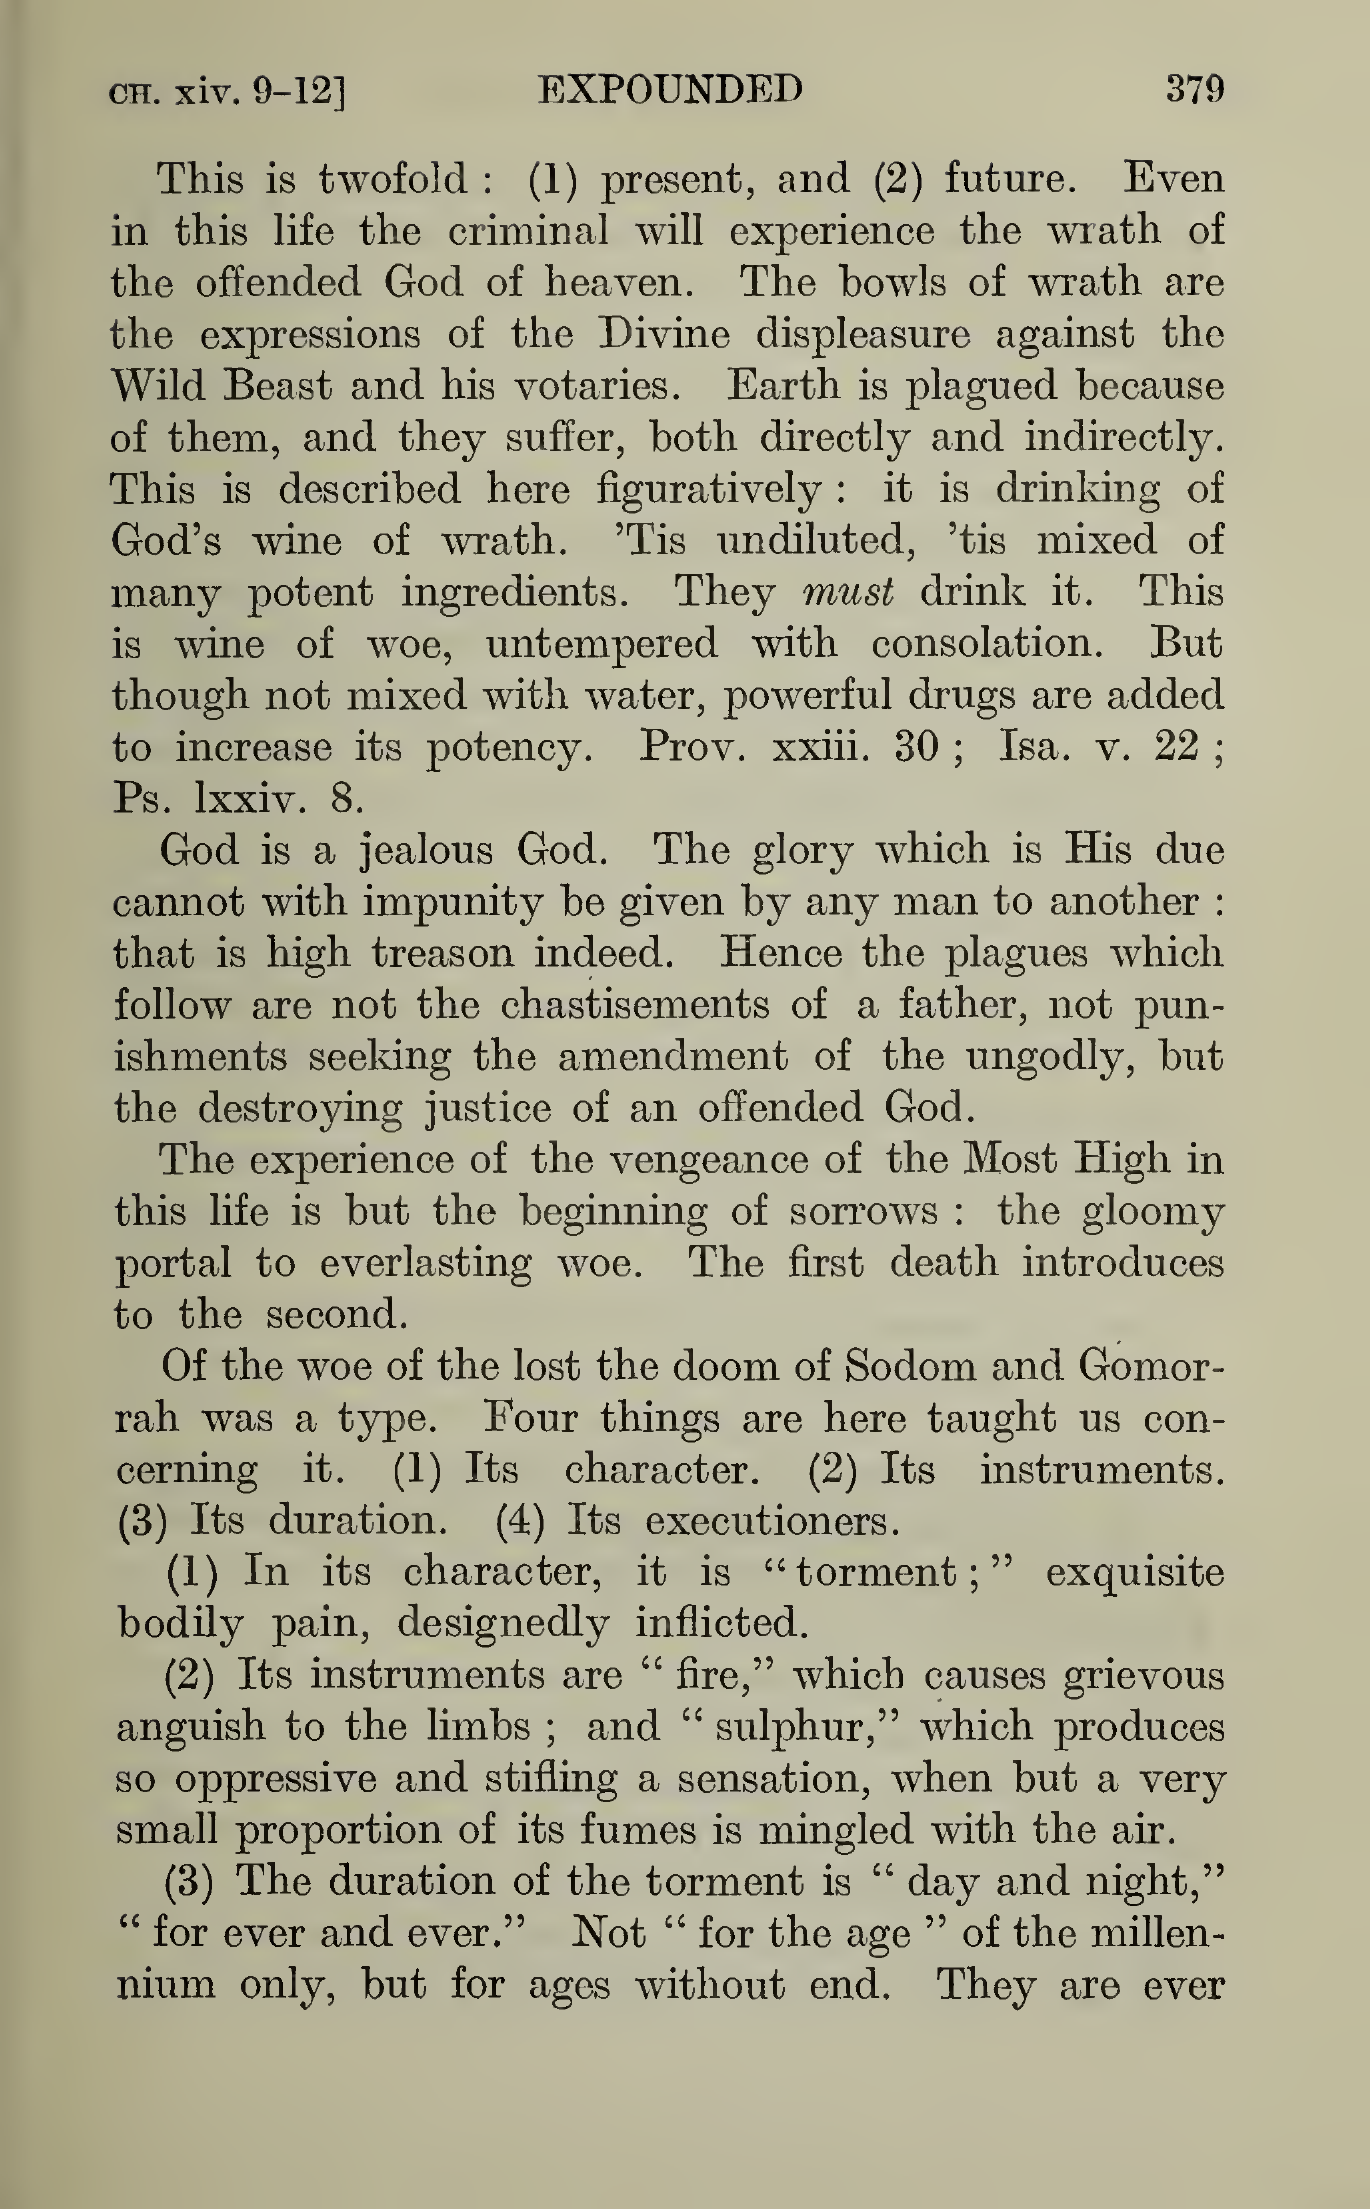 CH. xiv. 9–12] EXPOUNDED 379
This is twofold : (1) present, and (2) future. Even
in this life the criminal will experience the wrath of
the offended God of heaven. The bowls of wrath are
the expressions of the Divine displeasure against the
Wild Beast and his votaries. Earth is plagued because
of them, and they suffer, both directly and indirectly.
This is described here figuratively : it is drinking of
God’s wine of wrath. ’Tis undiluted, ’tis mixed of
many potent ingredients. They must drink it. This
is wine of woe, untempered with consolation. But
though not mixed with water, powerful drugs are added
to increase its potency. Prov. xxiii. 30 ; Isa. v. 22 ;
Ps. lxxiv. 8.
God is a jealous God. The glory which is His due
cannot with impunity be given by any man to another :
that is high treason indeed. Hence the plagues which
follow are not the chastisements of a father, not pun-
ishments seeking the amendment of the ungodly, but
the destroying justice of an offended God.
The experience of the vengeance of the Most High in
this life is but the beginning of sorrows : the gloomy
portal to everlasting woe. The first death introduces
to the second.
Of the woe of the lost the doom of Sodom and Gomor-
rah was a type. Four things are here taught us con-
cerning it. (1) Its character. (2) Its instruments.
(3) Its duration. (4) Its executioners.
(1) In its character, it is “torment ;” exquisite
bodily pain, designedly inflicted.
(2) Its instruments are “ fire,” which causes grievous
anguish to the limbs ; and “ sulphur,” which produces
so oppressive and stifling a sensation, when but a very
small proportion of its fumes is mingled with the air.
(3) The duration of the torment is “ day and night,”
“ for ever and ever.” Not “ for the age ” of the millen-
nium only, but for ages without end. They are ever